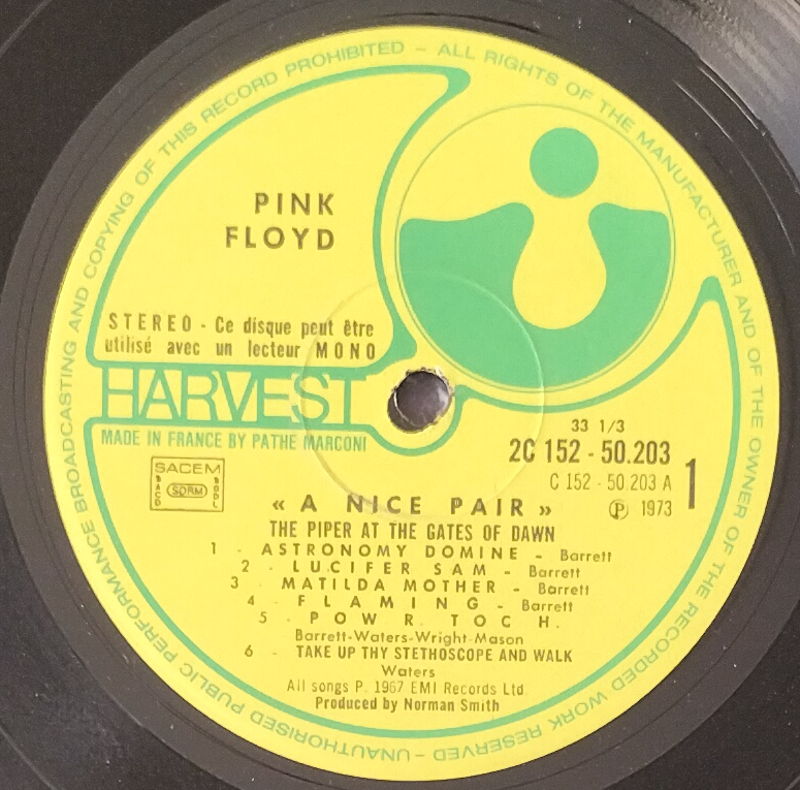 BROADCASTING AND COPYING OF THIS RECORD PROHIBITED - ALL RIGHTS OF THE MANUFACTURER AND OF THE OWNER OF THE RECORDED WORK RESERVED - UNAUTHORISED PUBLIC PERFORMANCE
PINK
FLOYD
STEREO - Ce disque peut être
utilisé avec un lecteur MONO
HARVEST
MADE IN FRANCE BY PATHE MARCONI
33 1/3
2C 152 - 50.203
C 152 - 50.203 A
1
℗ 1973
SACEM
SACD
SDRM
BDDL
« A NICE PAIR »
THE PIPER AT THE GATES OF DAWN
1 - ASTRONOMY DOMINE - Barrett
2 - LUCIFER SAM - Barrett
3 - MATILDA MOTHER - Barrett
4 - FLAMING - Barrett
5 - POW R. TOC H.
Barrett-Waters-Wright-Mason
6 - TAKE UP THY STETHOSCOPE AND WALK
Waters
All songs P. 1967 EMI Records Ltd
Produced by Norman Smith